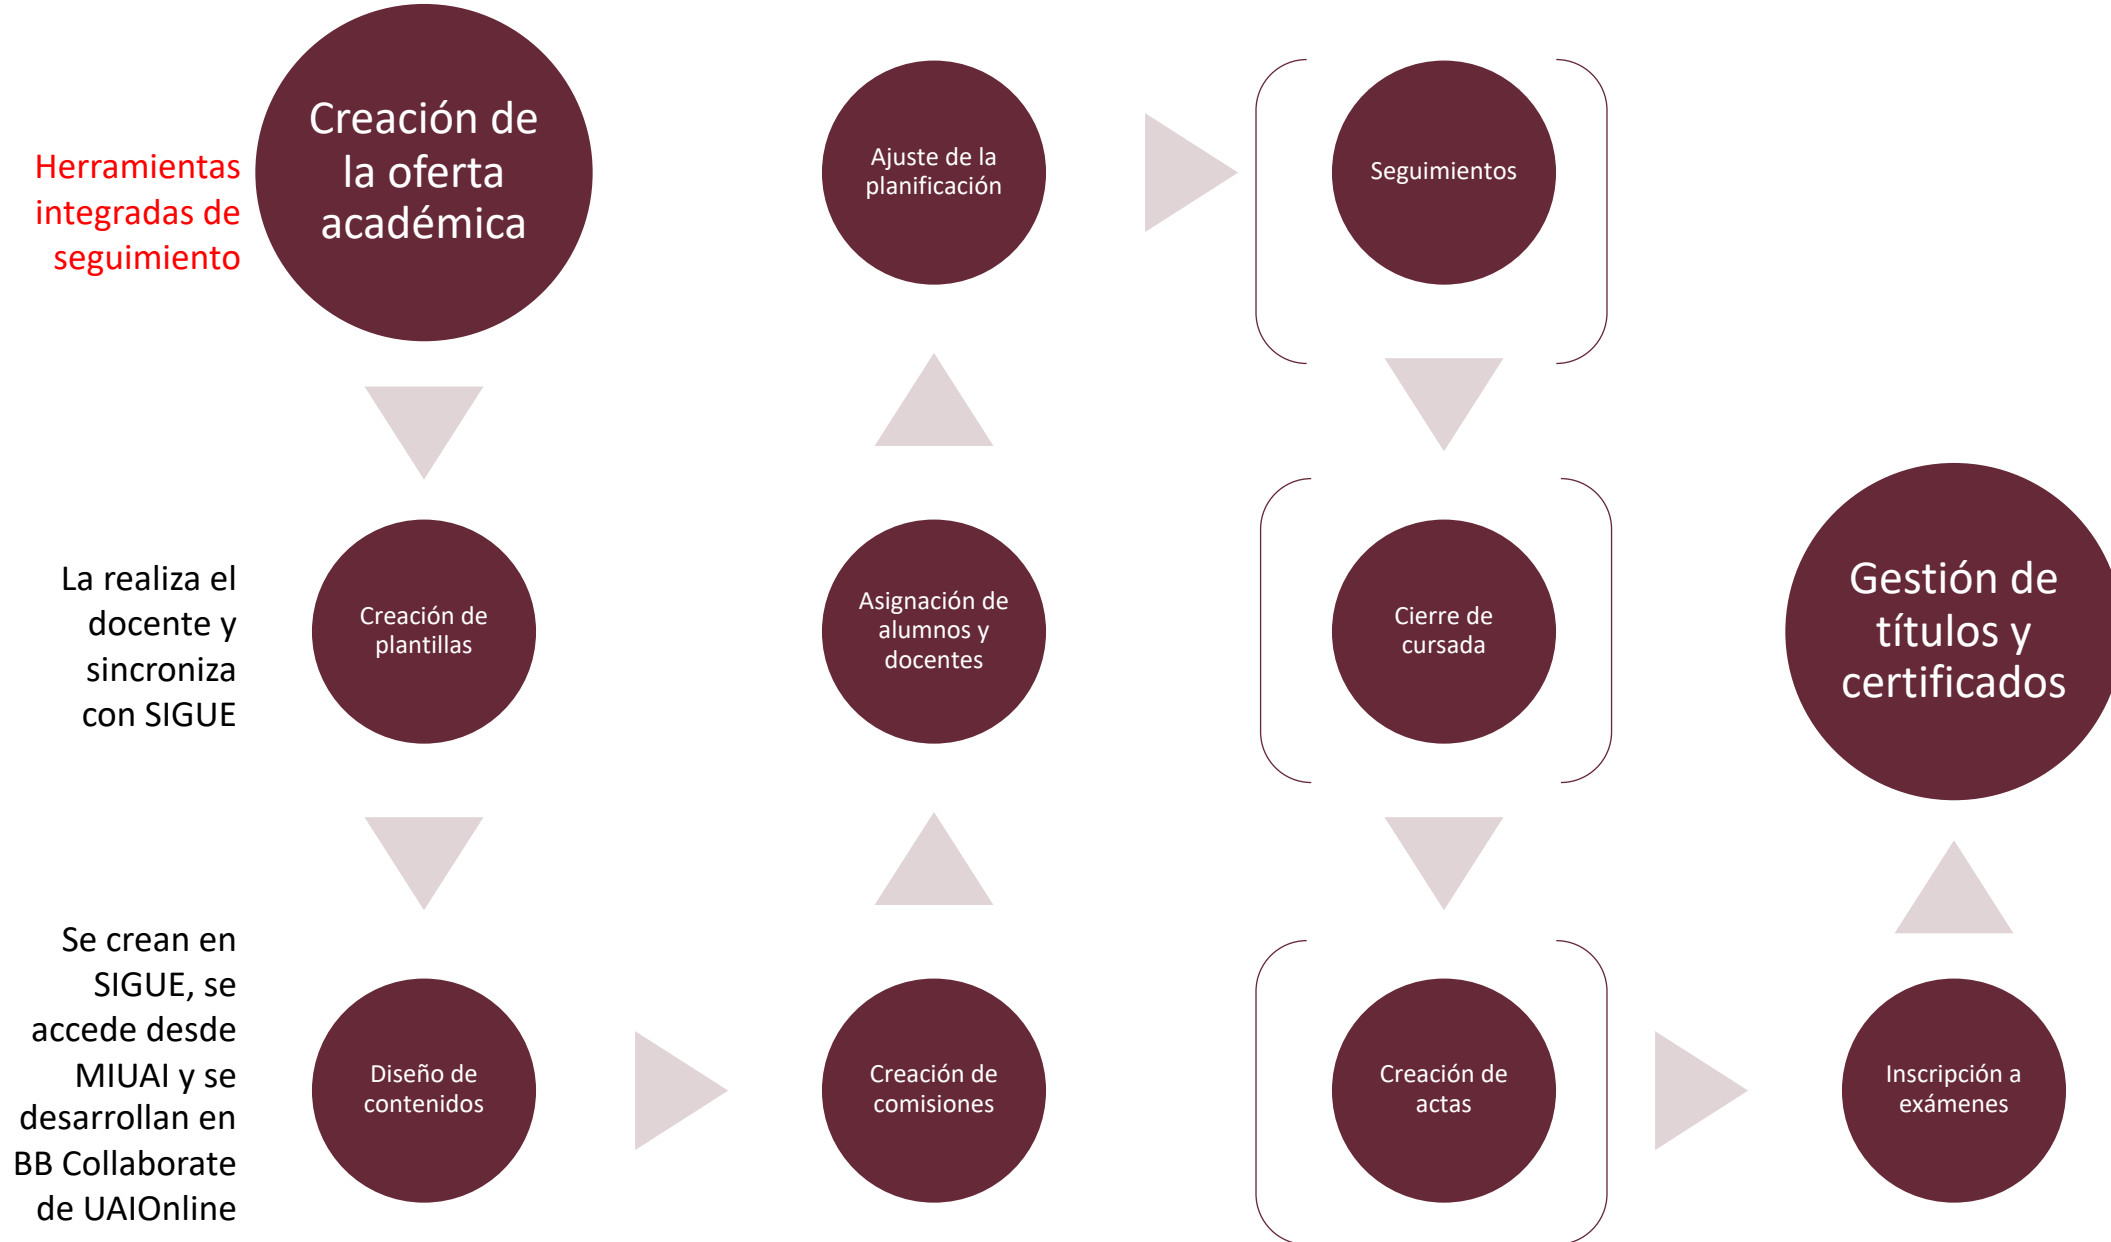 Herramientas
integradas de
seguimiento
Creación de
la oferta
académica
La realiza el
docente y
sincroniza
con SIGUE
Creación de
plantillas
Se crean en
SIGUE, se
accede desde
MIUAI y se
desarrollan en
BB Collaborate
de UAIOnline
Diseño de
contenidos
Creación de
comisiones
Asignación de
alumnos y
docentes
Ajuste de la
planificación
Seguimientos
Cierre de
cursada
Creación de
actas
Inscripción a
exámenes
Gestión de
títulos y
certificados